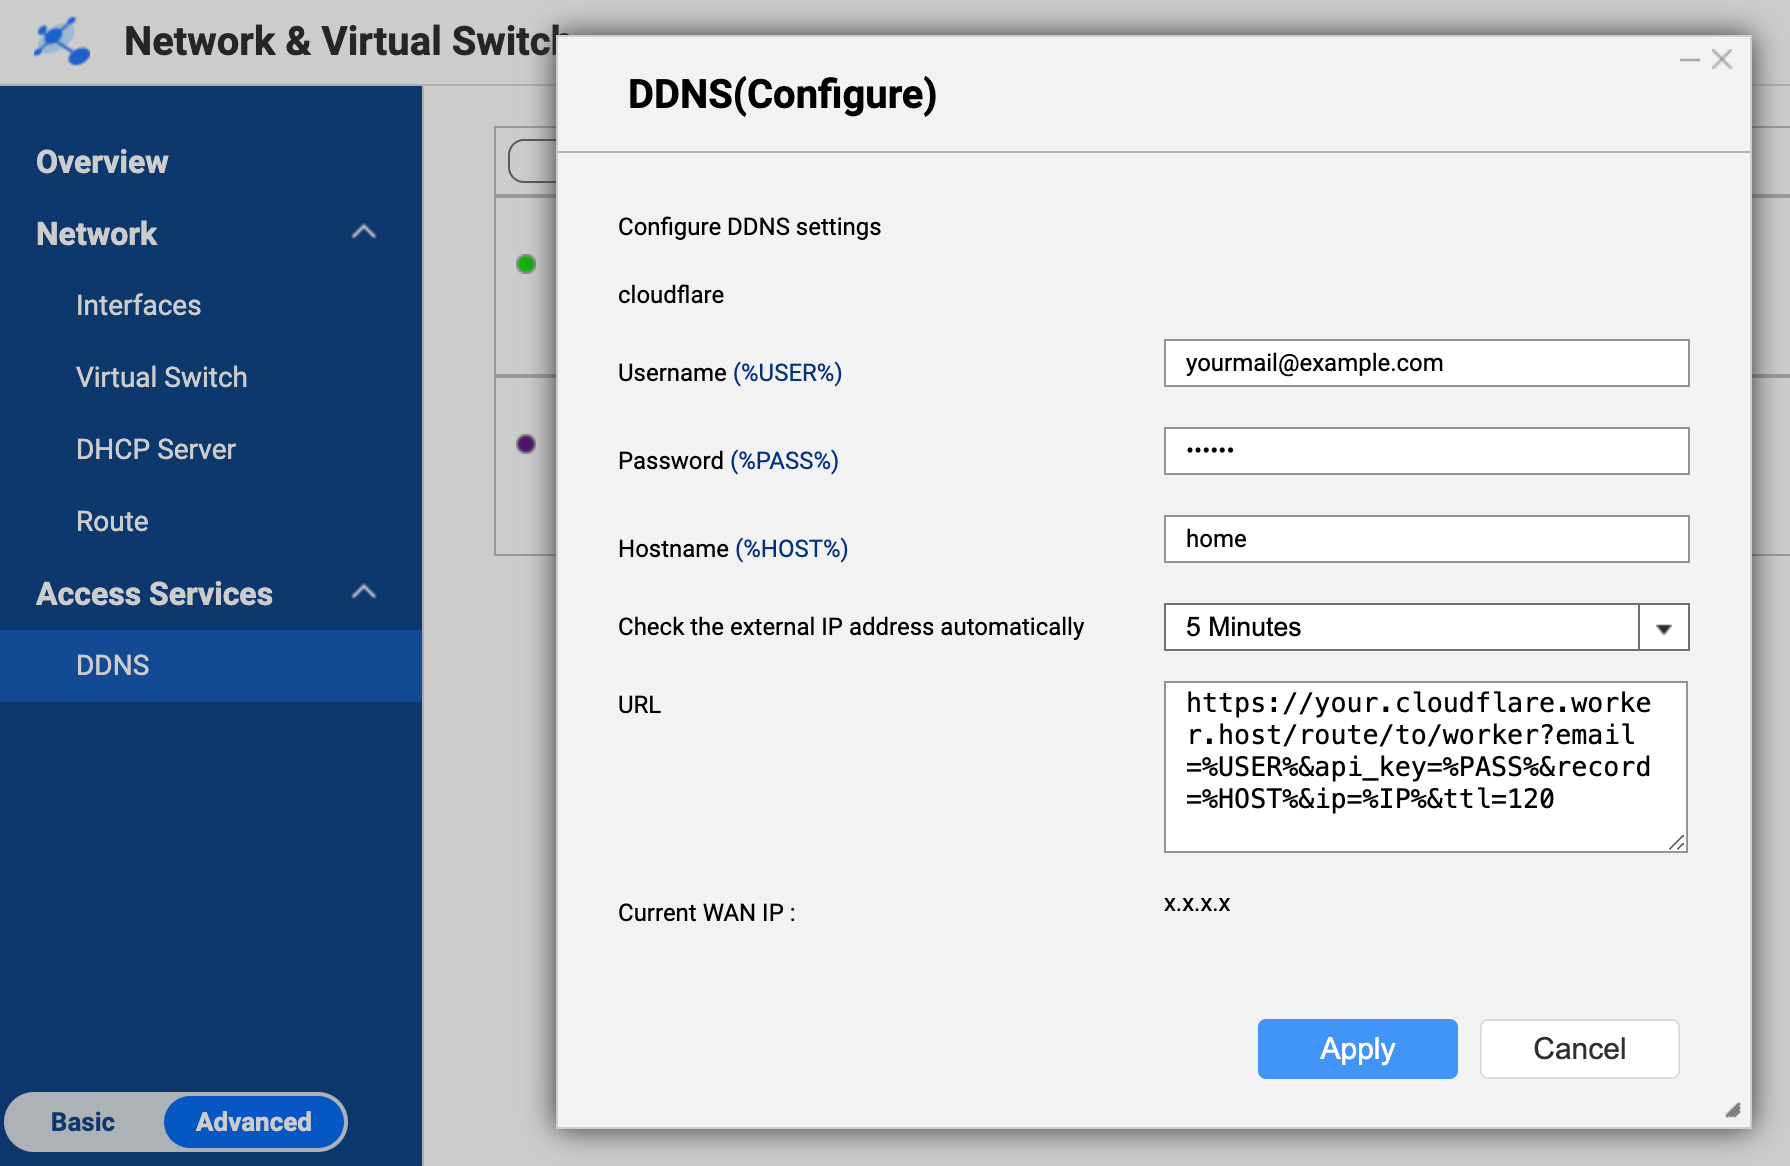 Network & Virtual Switch
Overview
Network
Interfaces
Virtual Switch
DHCP Server
Route
Access Services
DDNS
Basic
Advanced
DDNS(Configure)
Configure DDNS settings
cloudflare
Username (%USER%)
yourmail@example.com
Password (%PASS%)
••••••
Hostname (%HOST%)
home
Check the external IP address automatically
5 Minutes
URL
https://your.cloudflare.worke
r.host/route/to/worker?email
=%USER%&api_key=%PASS%&record
=%HOST%&ip=%IP%&ttl=120
Current WAN IP :
x.x.x.x
Apply
Cancel